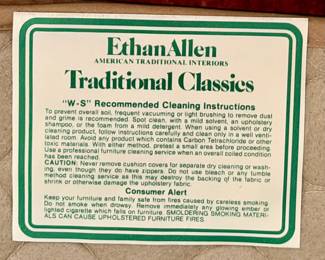 EthanAllen
AMERICAN TRADITIONAL INTERIORS
Traditional Classics
"W-S" Recommended Cleaning Instructions
To prevent overall soil, frequent vacuuming or light brushing to remove dust
and grime is recommended. Spot clean, with a mild solvent, an upholstery
shampoo, or the foam from a mild detergent. When using a solvent or dry
cleaning product, follow instructions carefully and clean only in a well venti-
lated room. Avoid any product which contains Carbon Tetrachloride or other
toxic materials. With either method, pretest a small area before proceeding.
Use a professional furniture cleaning service when an overall soiled condition
has been reached.
CAUTION: Never remove cushion covers for separate dry cleaning or wash-
ing, even though they do have zippers. Do not use bleach or any tumble
method cleaning service as this may destroy the backing of the fabric or
shrink or otherwise damage the upholstery fabric.
Consumer Alert
Keep your furniture and family safe from fires caused by careless smoking.
Do not smoke when drowsy. Remove immediately any glowing ember or
lighted cigarette which falls on furniture. SMOLDERING SMOKING MATERI-
ALS CAN CAUSE UPHOLSTERED FURNITURE FIRES.